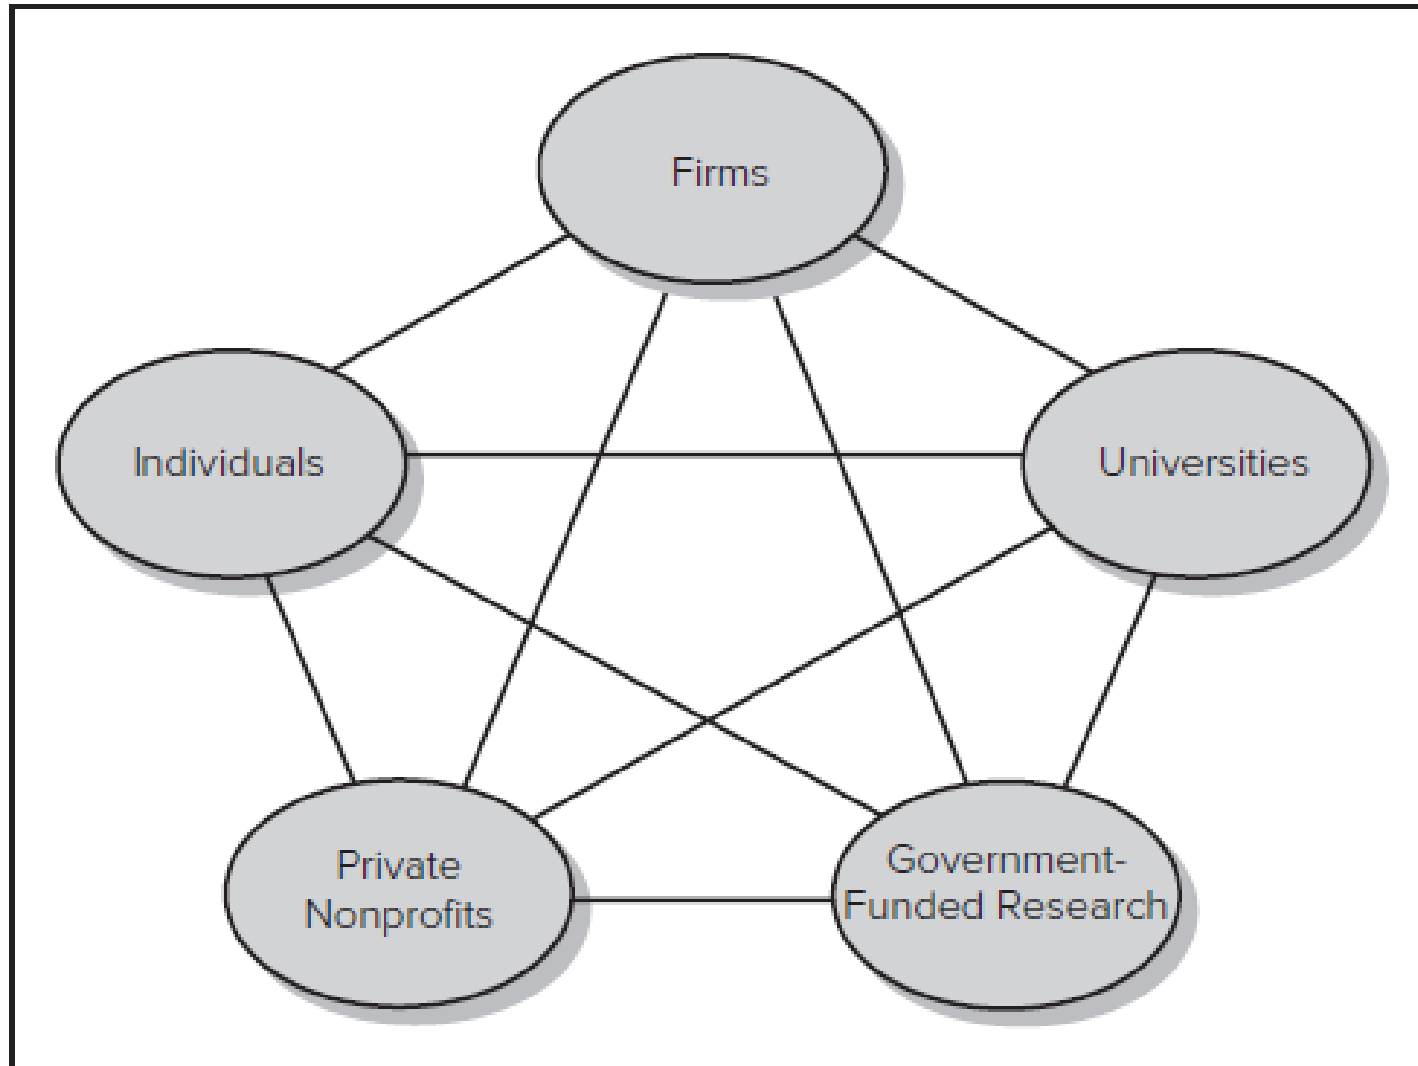 Firms
Individuals
Universities
Private
Nonprofits
Government-
Funded Research